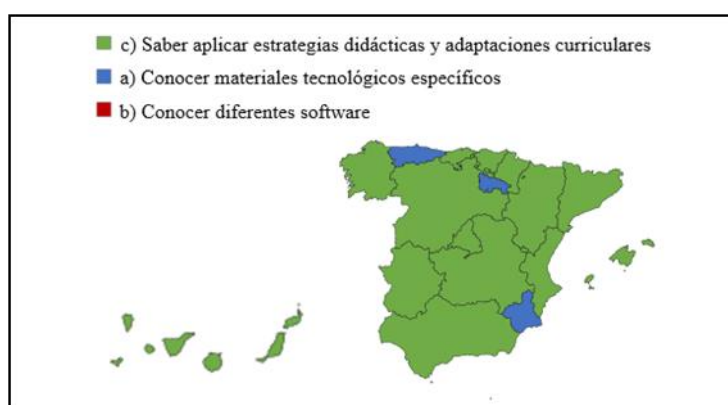 c) Saber aplicar estrategias didácticas y adaptaciones curriculares
a) Conocer materiales tecnológicos específicos
b) Conocer diferentes software